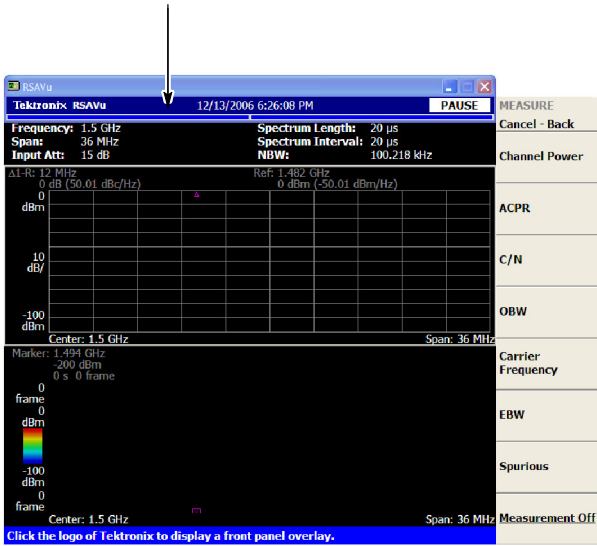 RSAVu
Tektronix RSAVu 12/13/2006 6:26:08 PM PAUSE
Frequency: 1.5 GHz Spectrum Length: 20 µs
Span: 36 MHz Spectrum Interval: 20 µs
Input Att: 15 dB NBW: 100.218 kHz
Δ1-R: 12 MHz Ref: 1.482 GHz
0 dB (50.01 dBc/Hz) 0 dBm (-50.01 dBm/Hz)
0
dBm
10
dB/
-100
dBm
Center: 1.5 GHz Span: 36 MHz
Marker: 1.494 GHz
-200 dBm
0 s 0 frame
0
frame
0
dBm
-100
dBm
0
frame
Center: 1.5 GHz Span: 36 MHz
Click the logo of Tektronix to display a front panel overlay.
MEASURE
Cancel - Back
Channel Power
ACPR
C/N
OBW
Carrier
Frequency
EBW
Spurious
Measurement Off